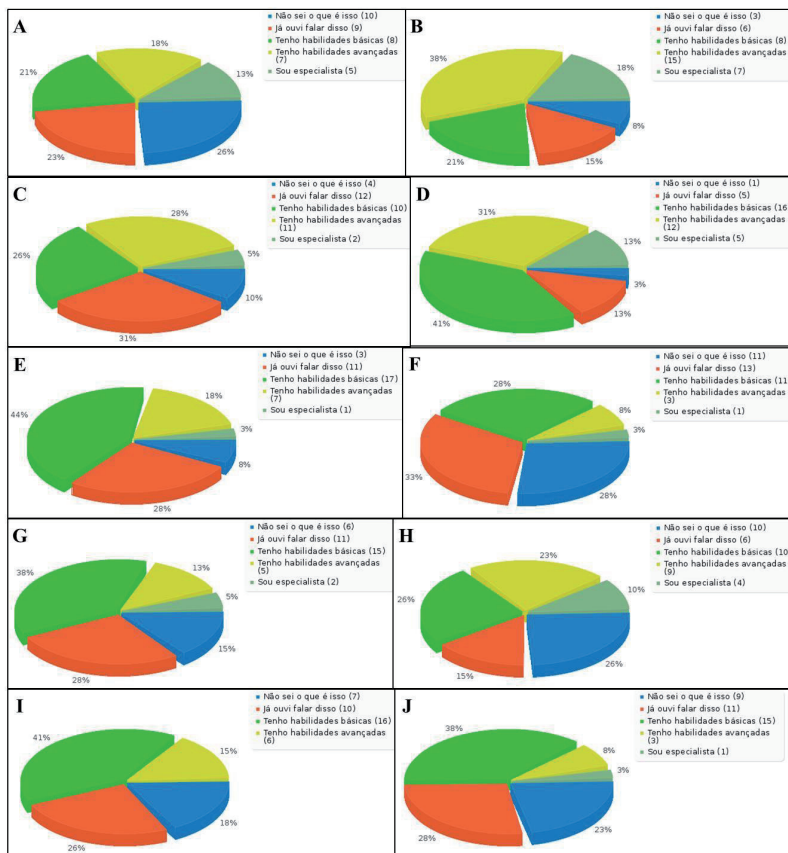 A
Não sei o que é isso (10)
Já ouvi falar disso (9)
Tenho habilidades básicas (8)
Tenho habilidades avançadas
(7)
Sou especialista (5)
18%
13%
21%
23%
26%
B
Não sei o que é isso (3)
Já ouvi falar disso (6)
Tenho habilidades básicas (8)
Tenho habilidades avançadas
(15)
Sou especialista (7)
38%
18%
8%
21%
15%
C
Não sei o que é isso (4)
Já ouvi falar disso (12)
Tenho habilidades básicas (10)
Tenho habilidades avançadas
(11)
Sou especialista (2)
28%
5%
26%
10%
31%
D
Não sei o que é isso (1)
Já ouvi falar disso (5)
Tenho habilidades básicas (16)
Tenho habilidades avançadas
(12)
Sou especialista (5)
31%
13%
3%
13%
41%
E
Não sei o que é isso (3)
Já ouvi falar disso (11)
Tenho habilidades básicas (17)
Tenho habilidades avançadas
(7)
Sou especialista (1)
18%
44%
3%
8%
28%
F
Não sei o que é isso (11)
Já ouvi falar disso (13)
Tenho habilidades básicas (11)
Tenho habilidades avançadas
(3)
Sou especialista (1)
28%
8%
3%
33%
28%
G
Não sei o que é isso (6)
Já ouvi falar disso (11)
Tenho habilidades básicas (15)
Tenho habilidades avançadas
(5)
Sou especialista (2)
38%
13%
5%
15%
28%
H
Não sei o que é isso (10)
Já ouvi falar disso (6)
Tenho habilidades básicas (10)
Tenho habilidades avançadas
(9)
Sou especialista (4)
23%
10%
26%
15%
26%
I
Não sei o que é isso (7)
Já ouvi falar disso (10)
Tenho habilidades básicas (16)
Tenho habilidades avançadas
(6)
41%
15%
18%
26%
J
Não sei o que é isso (9)
Já ouvi falar disso (11)
Tenho habilidades básicas (15)
Tenho habilidades avançadas
(3)
Sou especialista (1)
38%
8%
3%
28%
23%